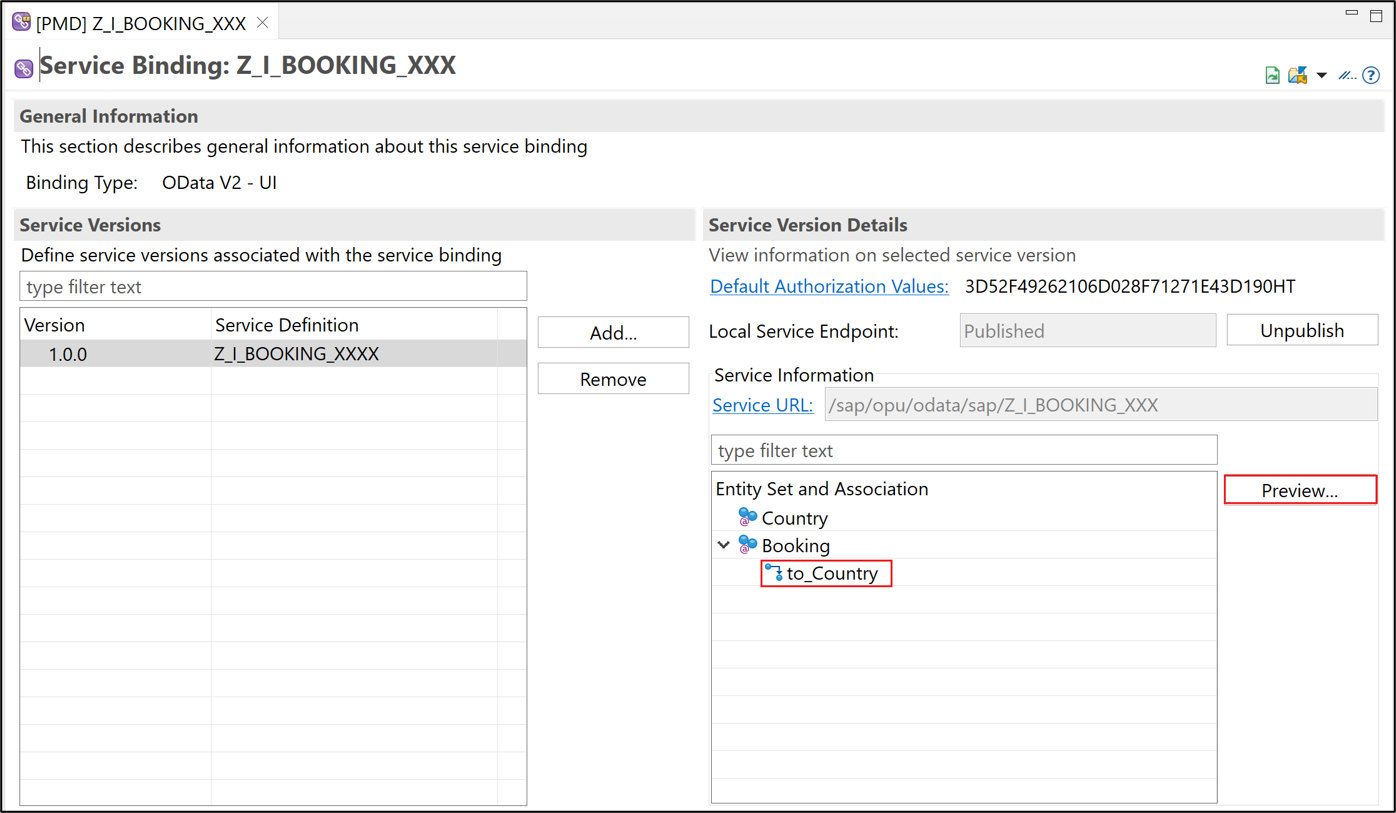 [PMD] Z_I_BOOKING_XXX
Service Binding: Z_I_BOOKING_XXX
General Information
This section describes general information about this service binding
Binding Type: OData V2 - UI
Service Versions
Define service versions associated with the service binding
type filter text
Version Service Definition
1.0.0 Z_I_BOOKING_XXXX
Add...
Remove
Service Version Details
View information on selected service version
Default Authorization Values: 3D52F49262106D028F71271E43D190HT
Local Service Endpoint: Published Unpublish
Service Information
Service URL: /sap/opu/odata/sap/Z_I_BOOKING_XXX
type filter text
Entity Set and Association
Preview...
Country
Booking
to_Country